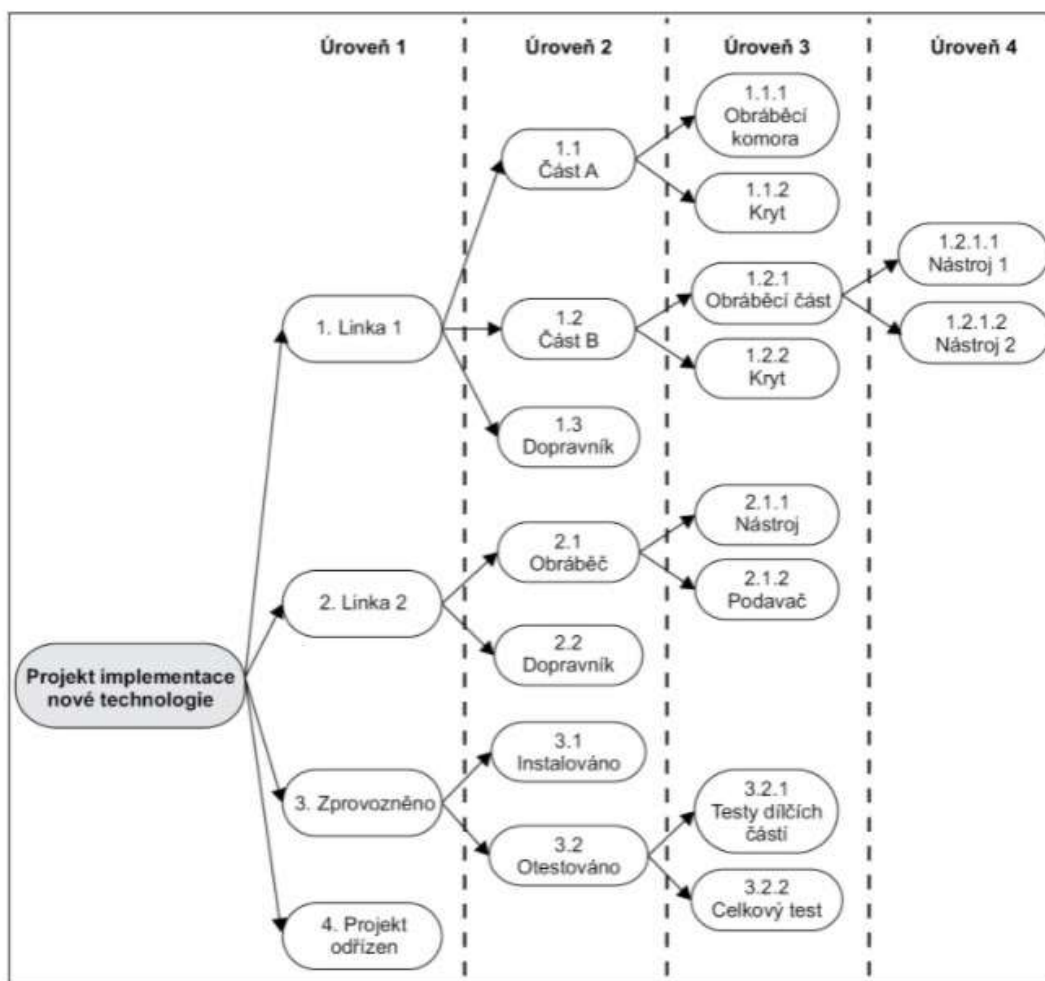 Úroveň 1
Úroveň 2
Úroveň 3
Úroveň 4
Projekt implementace
nové technologie
1. Linka 1
1.1
Část A
1.1.1
Obráběcí
komora
1.1.2
Kryt
1.2
Část B
1.2.1
Obráběcí část
1.2.1.1
Nástroj 1
1.2.1.2
Nástroj 2
1.2.2
Kryt
1.3
Dopravník
2. Linka 2
2.1
Obráběč
2.1.1
Nástroj
2.1.2
Podavač
2.2
Dopravník
3. Zprovozněno
3.1
Instalováno
3.2
Otestováno
3.2.1
Testy dílčích
částí
3.2.2
Celkový test
4. Projekt
odřízen